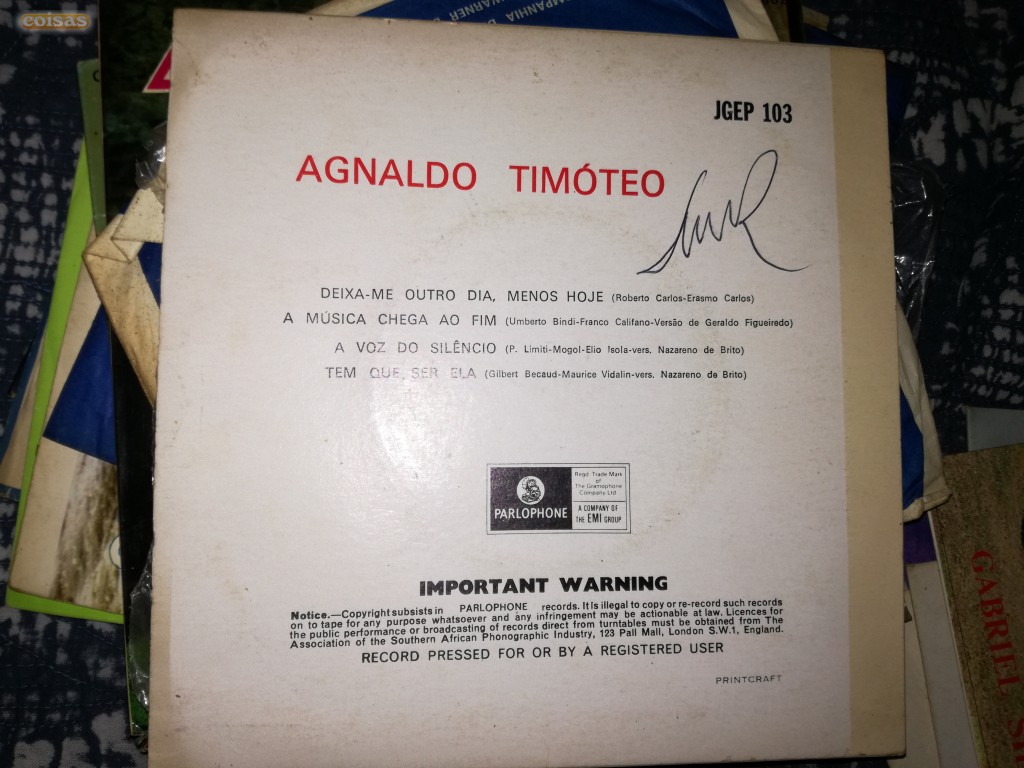 coisas
JGEP 103
AGNALDO TIMÓTEO
DEIXA-ME OUTRO DIA, MENOS HOJE (Roberto Carlos-Erasmo Carlos)
A MÚSICA CHEGA AO FIM (Umberto Bindi-Franco Califano-Versão de Geraldo Figueiredo)
A VOZ DO SILÊNCIO (P. Limiti-Mogol-Elio Isola-vers. Nazareno de Brito)
TEM QUE SER ELA (Gilbert Becaud-Maurice Vidalin-vers. Nazareno de Brito)
PARLOPHONE
Regd. Trade Mark
of
The Gramophone
Company Ltd
A COMPANY OF
THE EMI GROUP
IMPORTANT WARNING
Notice.—Copyright subsists in PARLOPHONE records. It is illegal to copy or re-record such records
on to tape for any purpose whatsoever and any infringement may be actionable at law. Licences for
the public performance or broadcasting of records direct from turntables must be obtained from The
Association of the Southern African Phonographic Industry, 123 Pall Mall, London S.W.1, England.
RECORD PRESSED FOR OR BY A REGISTERED USER
PRINTCRAFT
GABRIEL